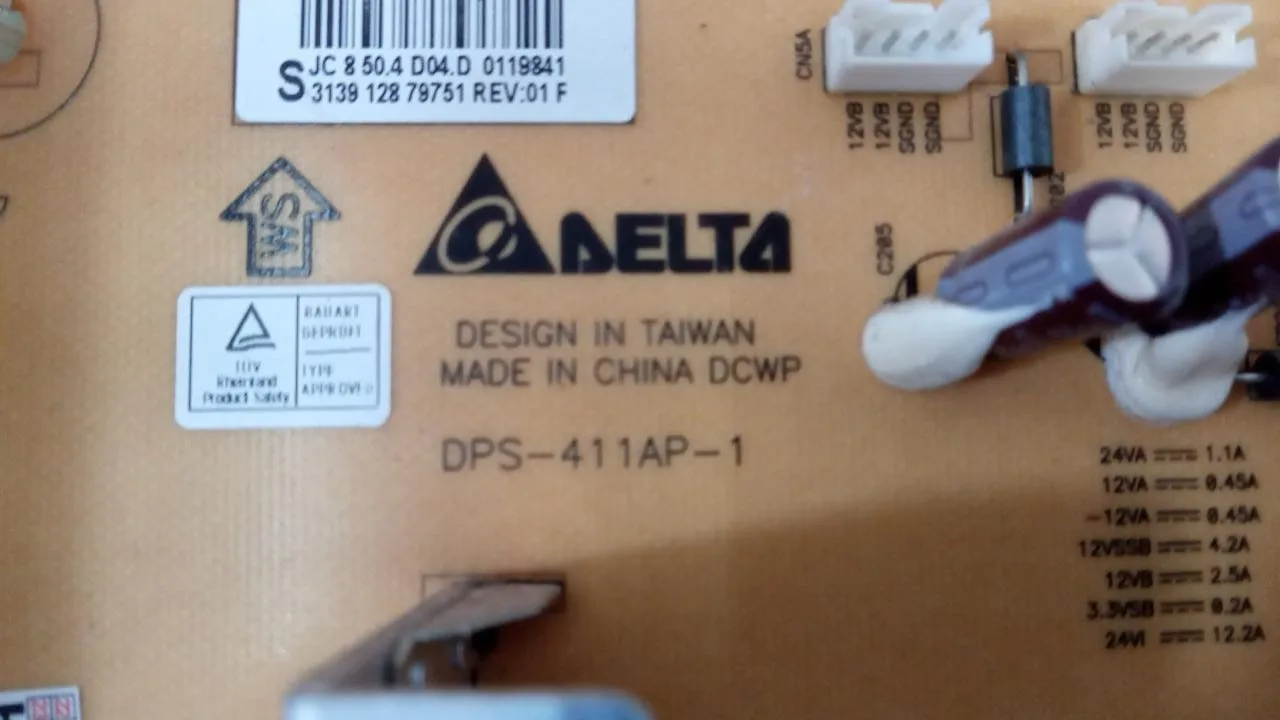 S JC 8 50.4 D04.D 0119841
3139 128 79751 REV:01 F
CN5A
12VB
12VB
SGND
SGND
12VB
12VB
SGND
SGND
SW
DELTA
C205
TÜV
Rheinland
Product Safety
BAUART
GEPRÜFT
TYPE
APPROVED
DESIGN IN TAIWAN
MADE IN CHINA DCWP
DPS-411AP-1
24VA 1.1A
12VA 0.45A
-12VA 0.45A
12VSSB 4.2A
12VB 2.5A
3.3VSB 0.2A
24VI 12.2A